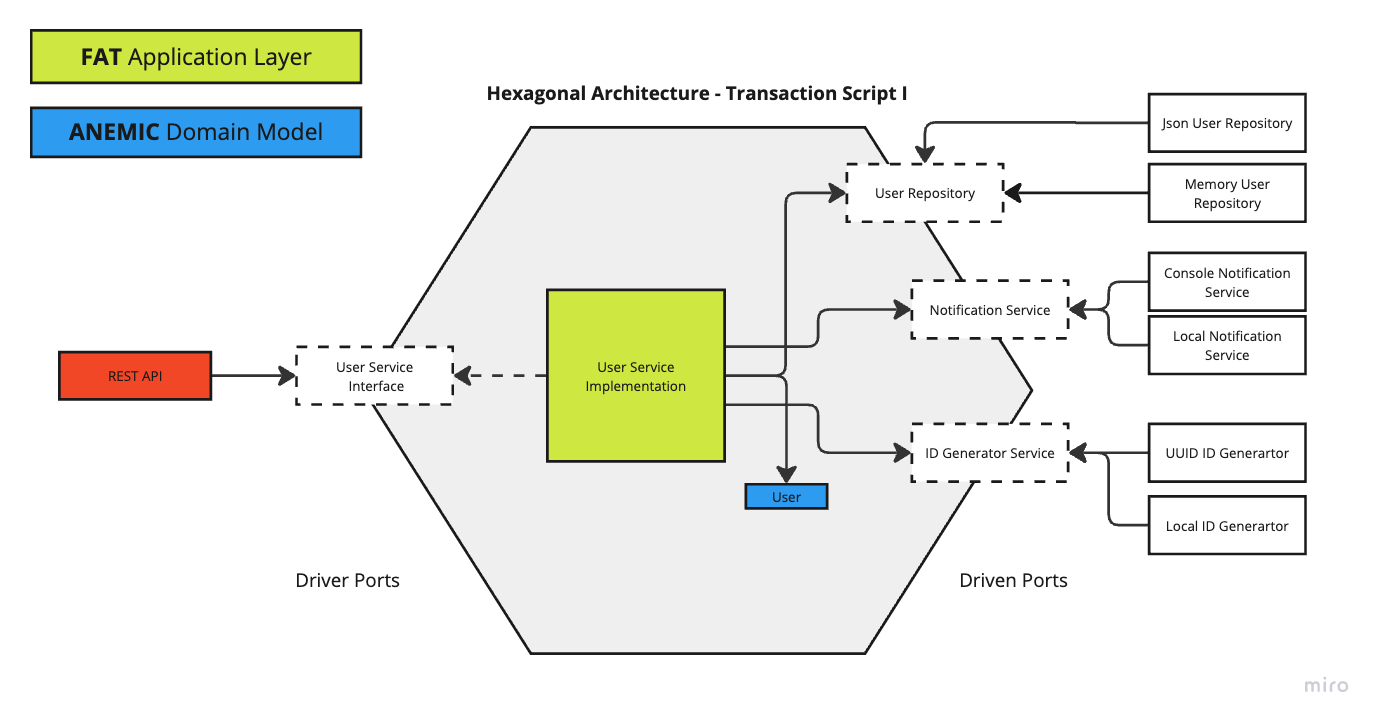 FAT Application Layer
ANEMIC Domain Model
Hexagonal Architecture - Transaction Script I
Json User Repository
User Repository
Memory User
Repository
Console Notification
Service
Notification Service
Local Notification
Service
REST API
User Service
Interface
User Service
Implementation
ID Generator Service
UUID ID Generartor
User
Local ID Generartor
Driver Ports
Driven Ports
miro